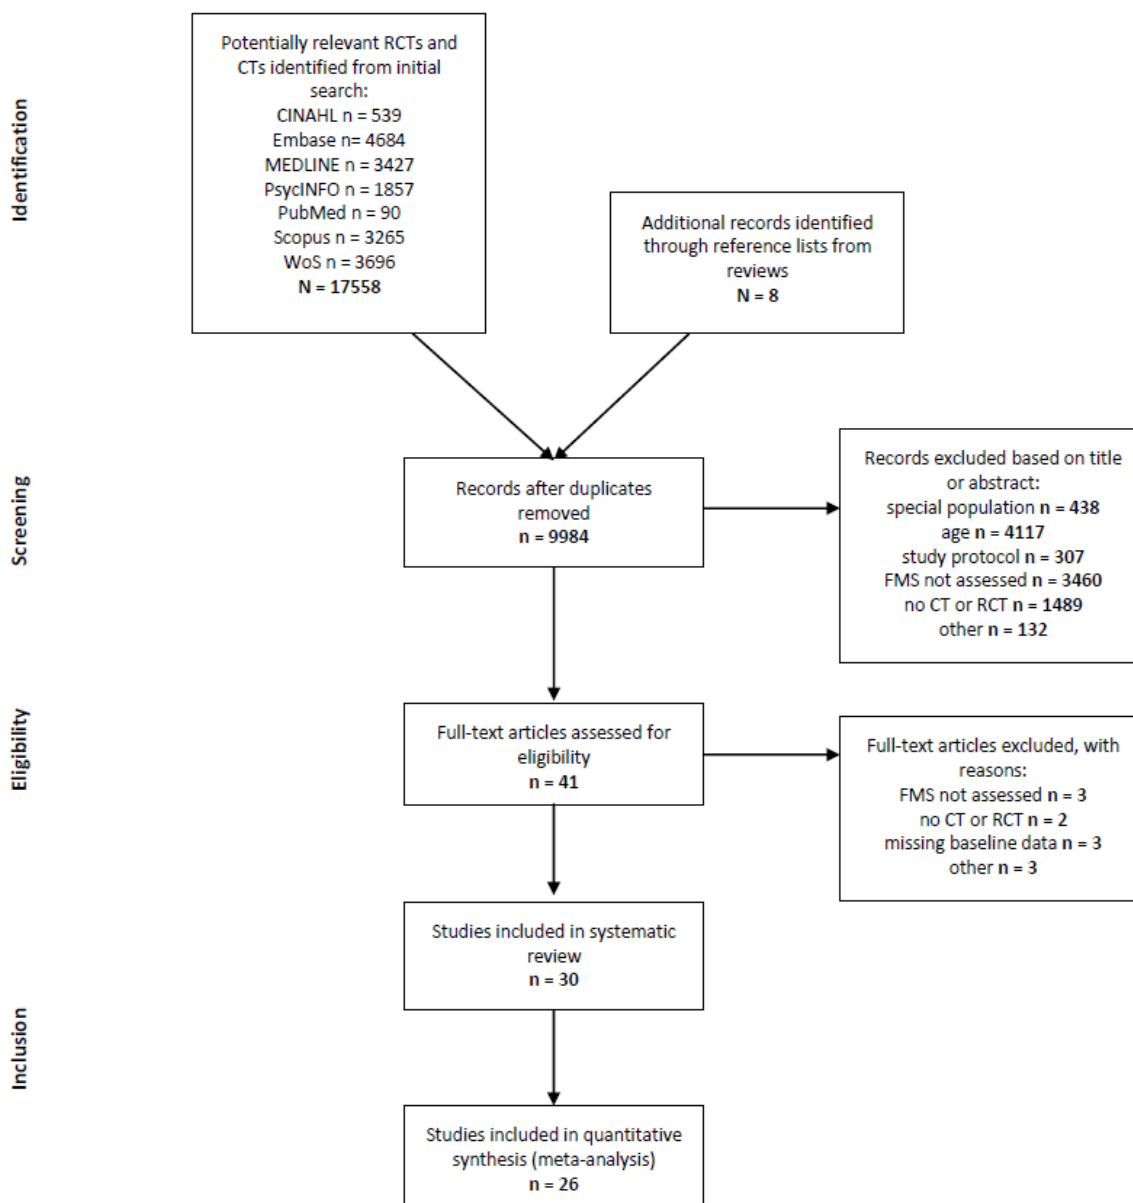 Identification
Potentially relevant RCTs and
CTs identified from initial
search:
CINAHL n = 539
Embase n= 4684
MEDLINE n = 3427
PsycINFO n = 1857
PubMed n = 90
Scopus n = 3265
WoS n = 3696
N = 17558
Additional records identified
through reference lists from
reviews
N = 8
Screening
Records after duplicates
removed
n = 9984
Records excluded based on title
or abstract:
special population n = 438
age n = 4117
study protocol n = 307
FMS not assessed n = 3460
no CT or RCT n = 1489
other n = 132
Eligibility
Full-text articles assessed for
eligibility
n = 41
Full-text articles excluded, with
reasons:
FMS not assessed n = 3
no CT or RCT n = 2
missing baseline data n = 3
other n = 3
Inclusion
Studies included in systematic
review
n = 30
Studies included in quantitative
synthesis (meta-analysis)
n = 26